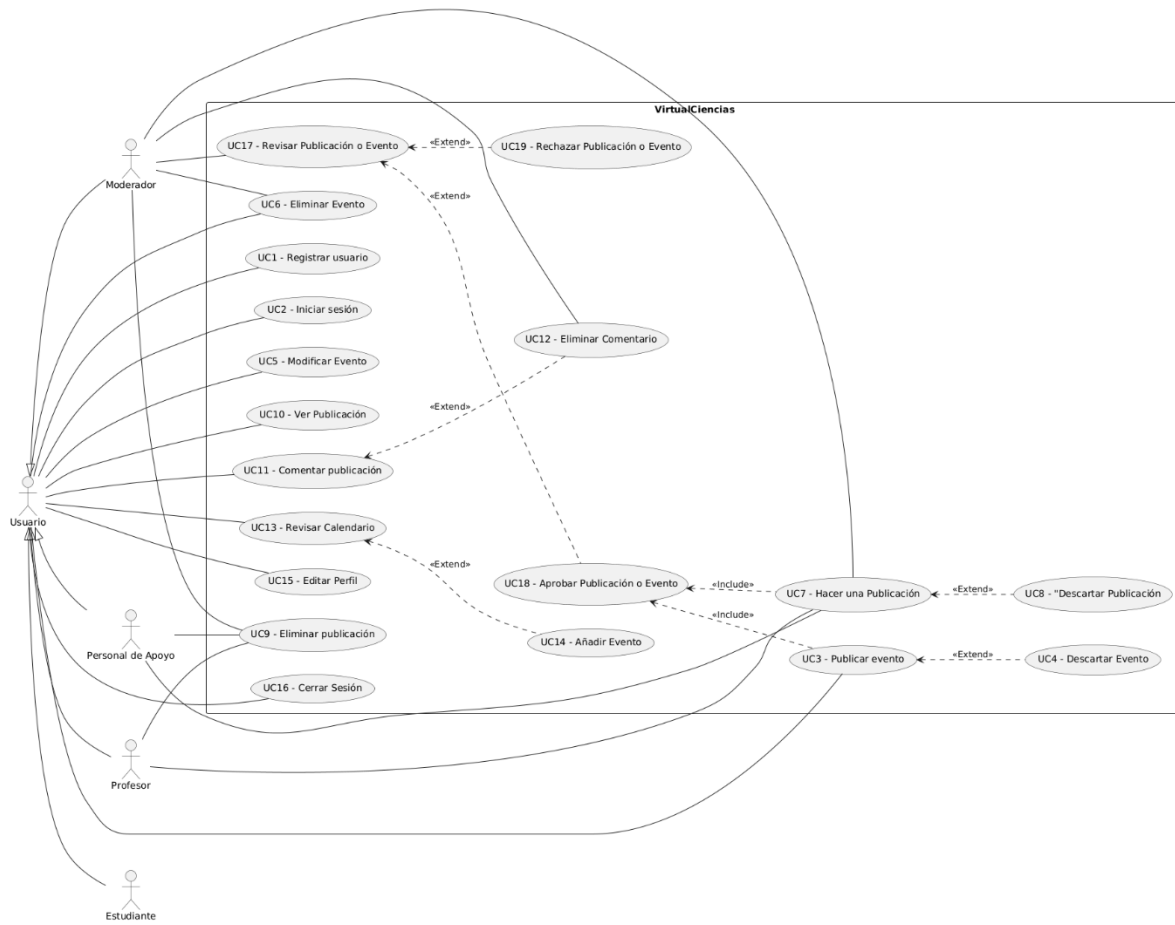 VirtualCiencias
UC17 - Revisar Publicación o Evento
«Extend»
UC19 - Rechazar Publicación o Evento
Moderador
«Extend»
UC6 - Eliminar Evento
UC1 - Registrar usuario
UC2 - Iniciar sesión
UC12 - Eliminar Comentario
UC5 - Modificar Evento
«Extend»
UC10 - Ver Publicación
UC11 - Comentar publicación
Usuario
UC13 - Revisar Calendario
«Extend»
UC15 - Editar Perfil
UC18 - Aprobar Publicación o Evento
«Include»
UC7 - Hacer una Publicación
«Extend»
UC8 - "Descartar Publicación
«Include»
UC9 - Eliminar publicación
UC14 - Añadir Evento
Personal de Apoyo
UC3 - Publicar evento
«Extend»
UC4 - Descartar Evento
UC16 - Cerrar Sesión
Profesor
Estudiante